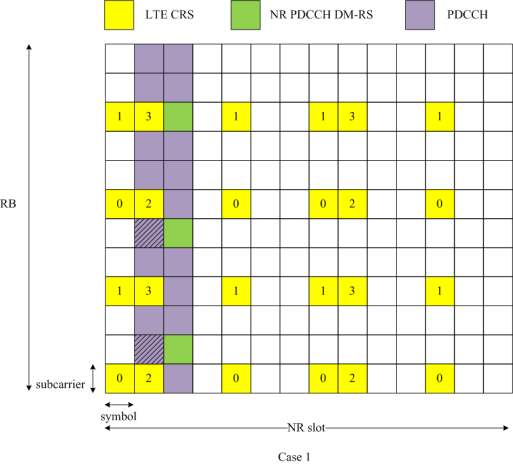 LTE CRS NR PDCCH DM-RS PDCCH
1 3 1 1 3 1
0 2 0 0 2 0
RB
1 3 1 1 3 1
0 2 0 0 2 0
subcarrier
symbol
NR slot
Case 1